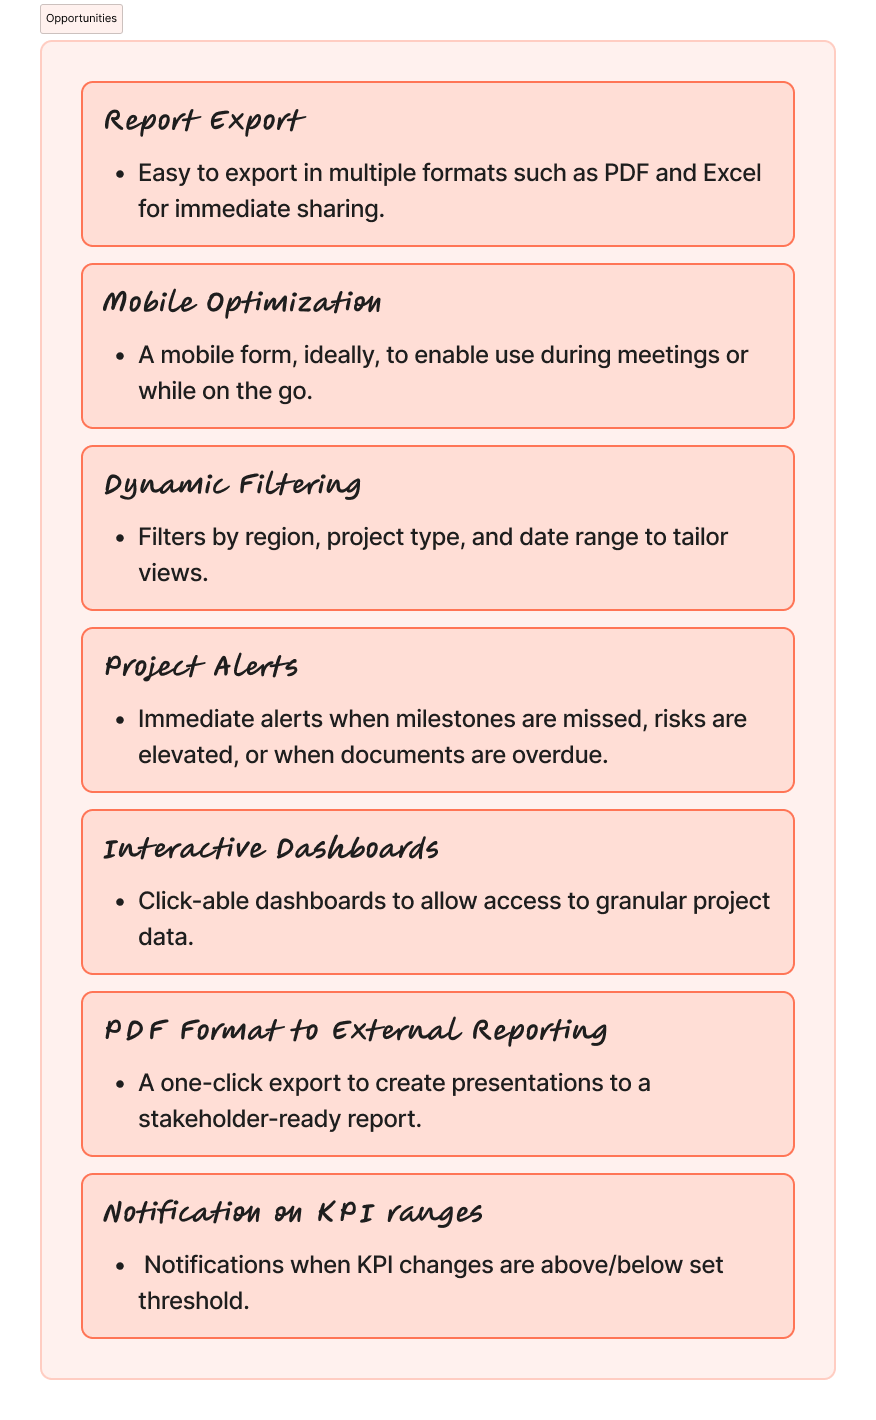 Opportunities
Report Export
• Easy to export in multiple formats such as PDF and Excel
for immediate sharing.
Mobile Optimization
• A mobile form, ideally, to enable use during meetings or
while on the go.
Dynamic Filtering
• Filters by region, project type, and date range to tailor
views.
Project Alerts
• Immediate alerts when milestones are missed, risks are
elevated, or when documents are overdue.
Interactive Dashboards
• Click-able dashboards to allow access to granular project
data.
PDF Format to External Reporting
• A one-click export to create presentations to a
stakeholder-ready report.
Notification on KPI ranges
• Notifications when KPI changes are above/below set
threshold.